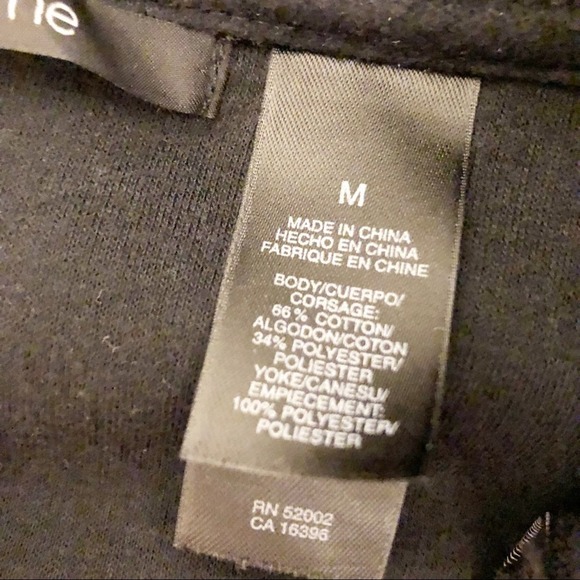 M
MADE IN CHINA
HECHO EN CHINA
FABRIQUE EN CHINE
BODY/CUERPO/
CORSAGE:
66% COTTON/
ALGODON/COTON
34% POLYESTER/
POLIESTER
YOKE/CANESU/
EMPIECEMENT:
100% POLYESTER/
POLIESTER
RN 52002
CA 16396